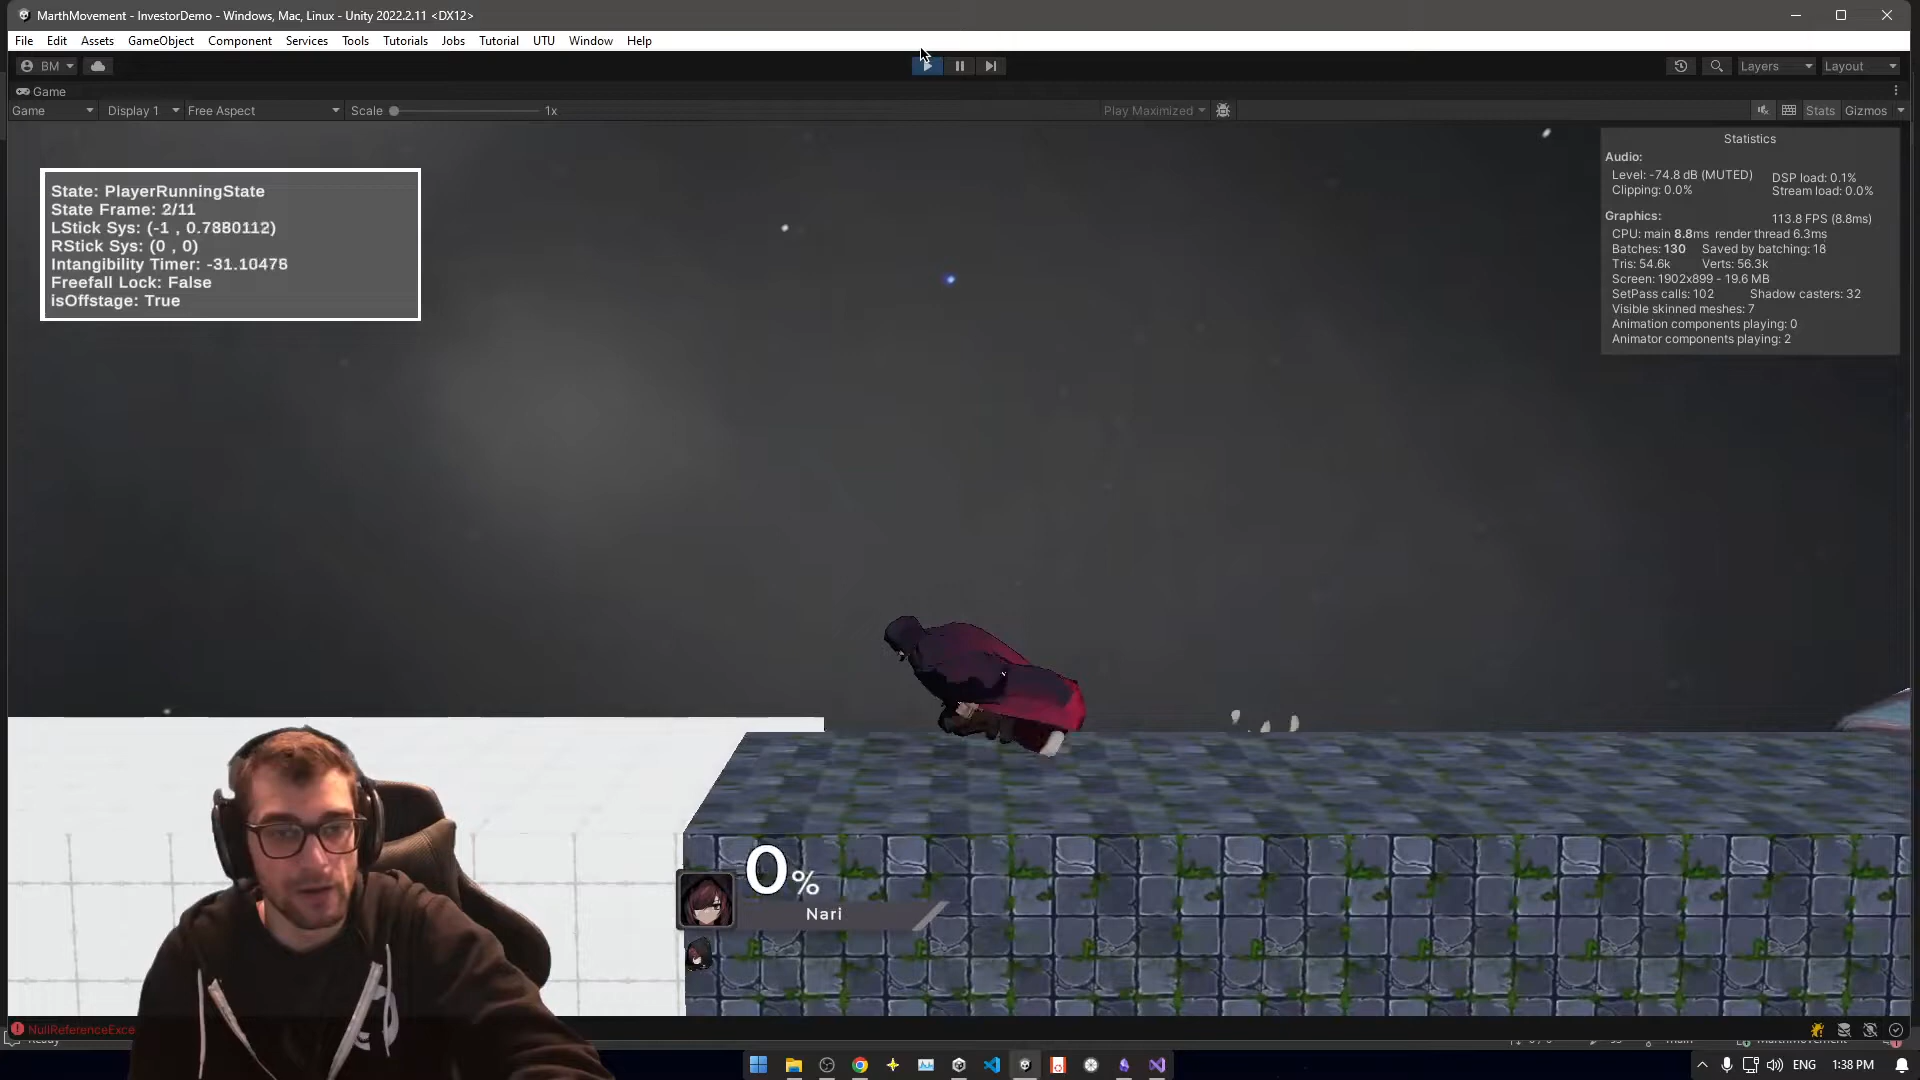 MarthMovement - InvestorDemo - Windows, Mac, Linux - Unity 2022.2.11 <DX12>
File Edit Assets GameObject Component Services Tools Tutorials Jobs Tutorial UTU Window Help
BM
Layers Layout
Game
Game Display 1 Free Aspect Scale 1x Play Maximized Stats Gizmos
State: PlayerRunningState
State Frame: 2/11
LStick Sys: (-1 , 0.7880112)
RStick Sys: (0 , 0)
Intangibility Timer: -31.10475
Freefall Lock: False
isOffstage: True
Statistics
Audio:
Level: -74.8 dB (MUTED) DSP load: 0.1%
Clipping: 0.0% Stream load: 0.0%
Graphics: 113.8 FPS (8.8ms)
CPU: main 8.8ms render thread 6.3ms
Batches: 130 Saved by batching: 18
Tris: 54.6k Verts: 56.3k
Screen: 1902x899 - 19.6 MB
SetPass calls: 102 Shadow casters: 32
Visible skinned meshes: 7
Animation components playing: 0
Animator components playing: 2
0%
Nari
NullReferenceExce
Ready
ENG 1:38 PM